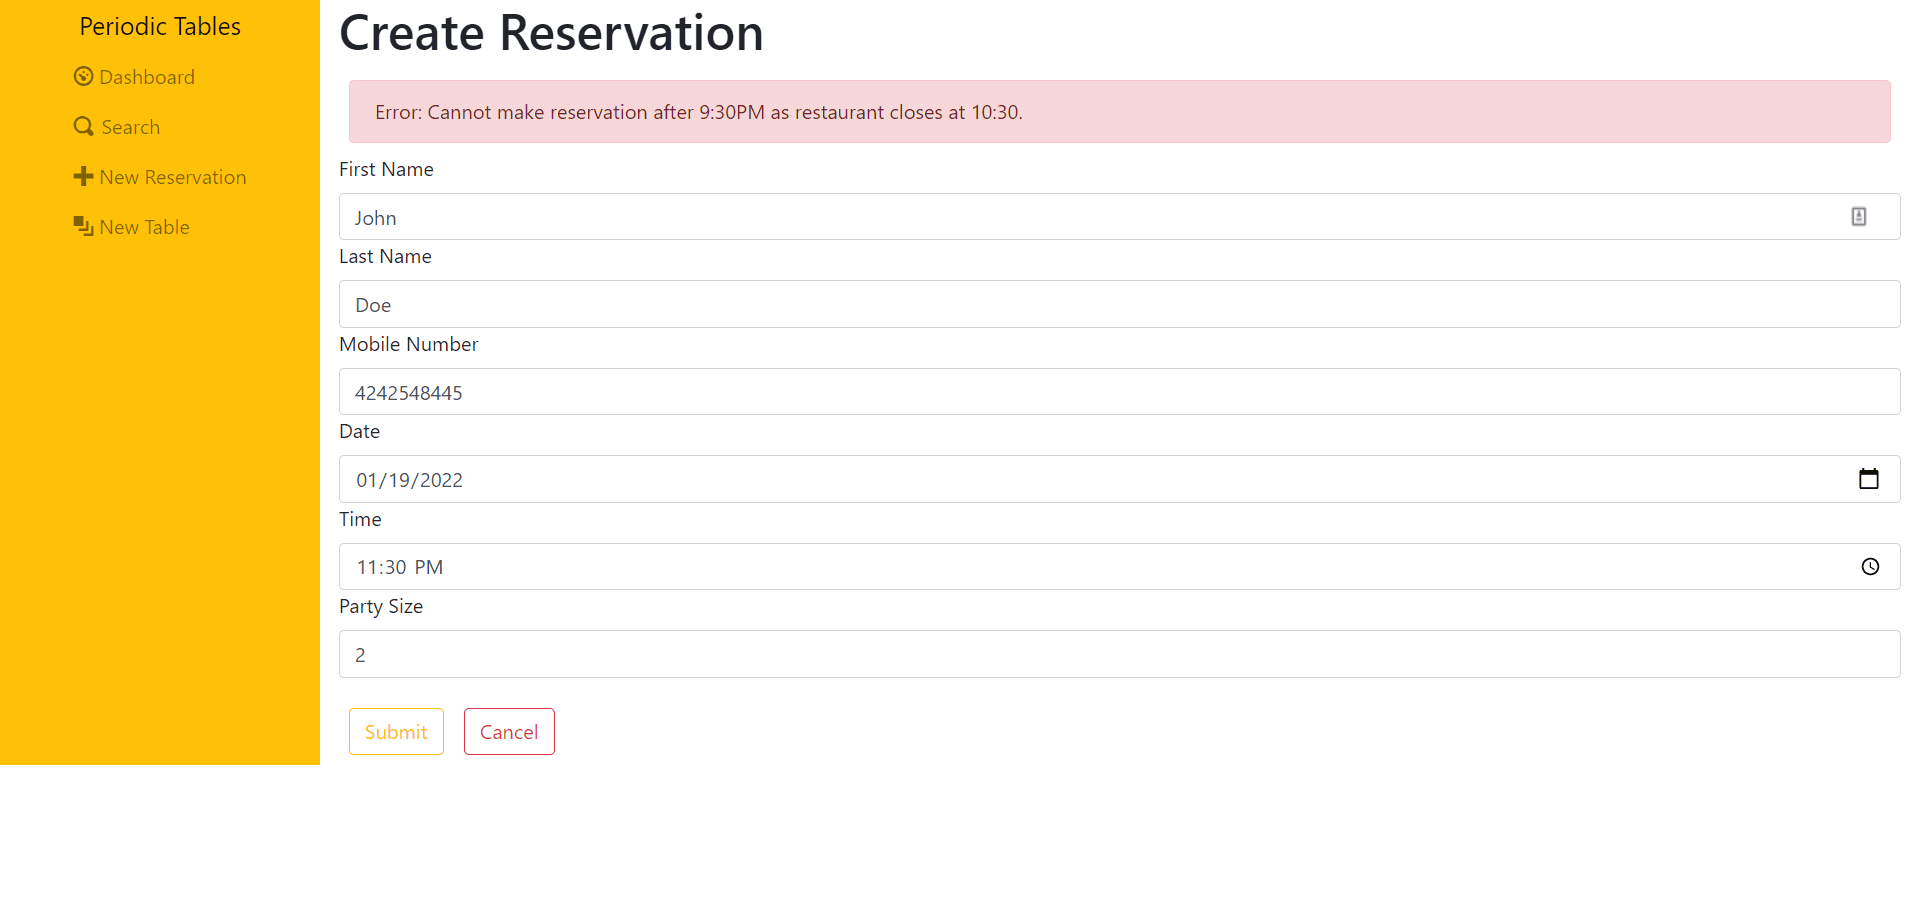 Periodic Tables
Dashboard
Search
New Reservation
New Table
Create Reservation
Error: Cannot make reservation after 9:30PM as restaurant closes at 10:30.
First Name
John
Last Name
Doe
Mobile Number
4242548445
Date
01/19/2022
Time
11:30 PM
Party Size
2
Submit Cancel